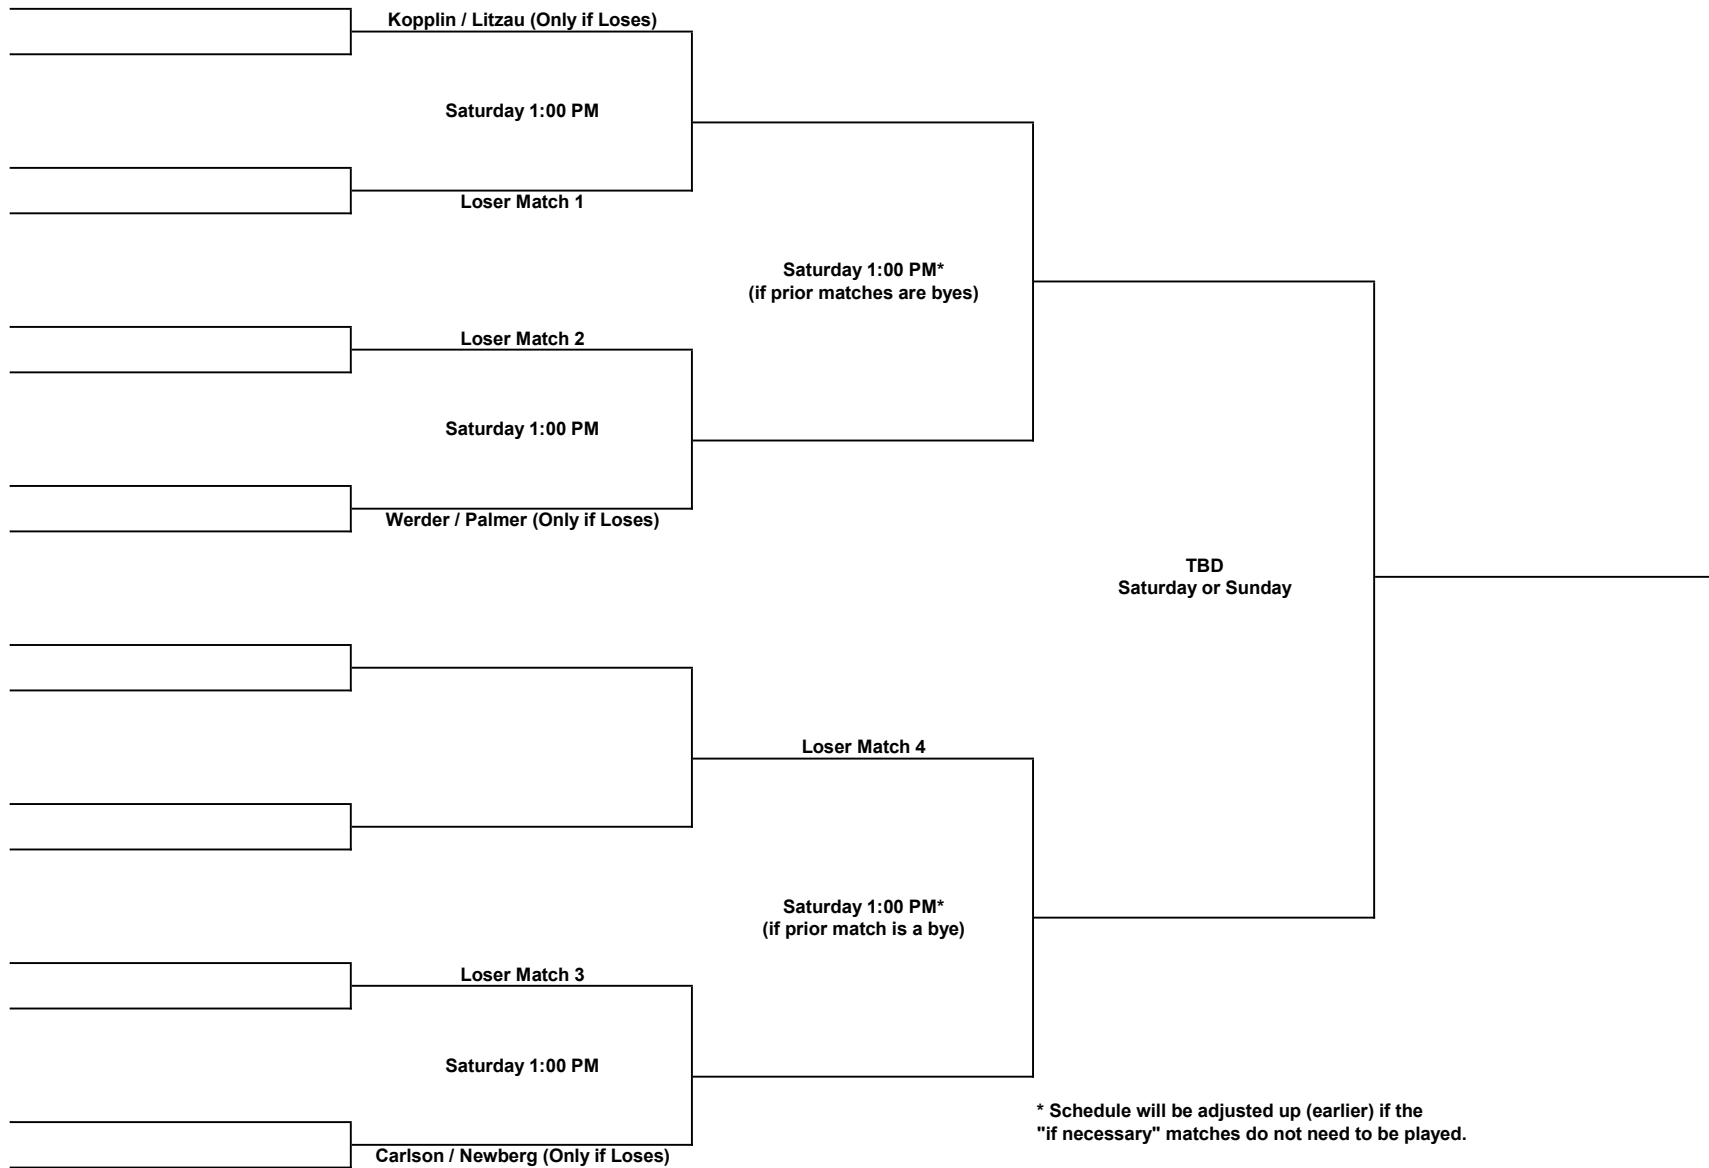 Kopplin / Litzau (Only if Loses)
Saturday 1:00 PM
Loser Match 1
Saturday 1:00 PM*
(if prior matches are byes)
Loser Match 2
Saturday 1:00 PM
Werder / Palmer (Only if Loses)
TBD
Saturday or Sunday
Loser Match 4
Saturday 1:00 PM*
(if prior match is a bye)
Loser Match 3
Saturday 1:00 PM
* Schedule will be adjusted up (earlier) if the
"if necessary" matches do not need to be played.
Carlson / Newberg (Only if Loses)